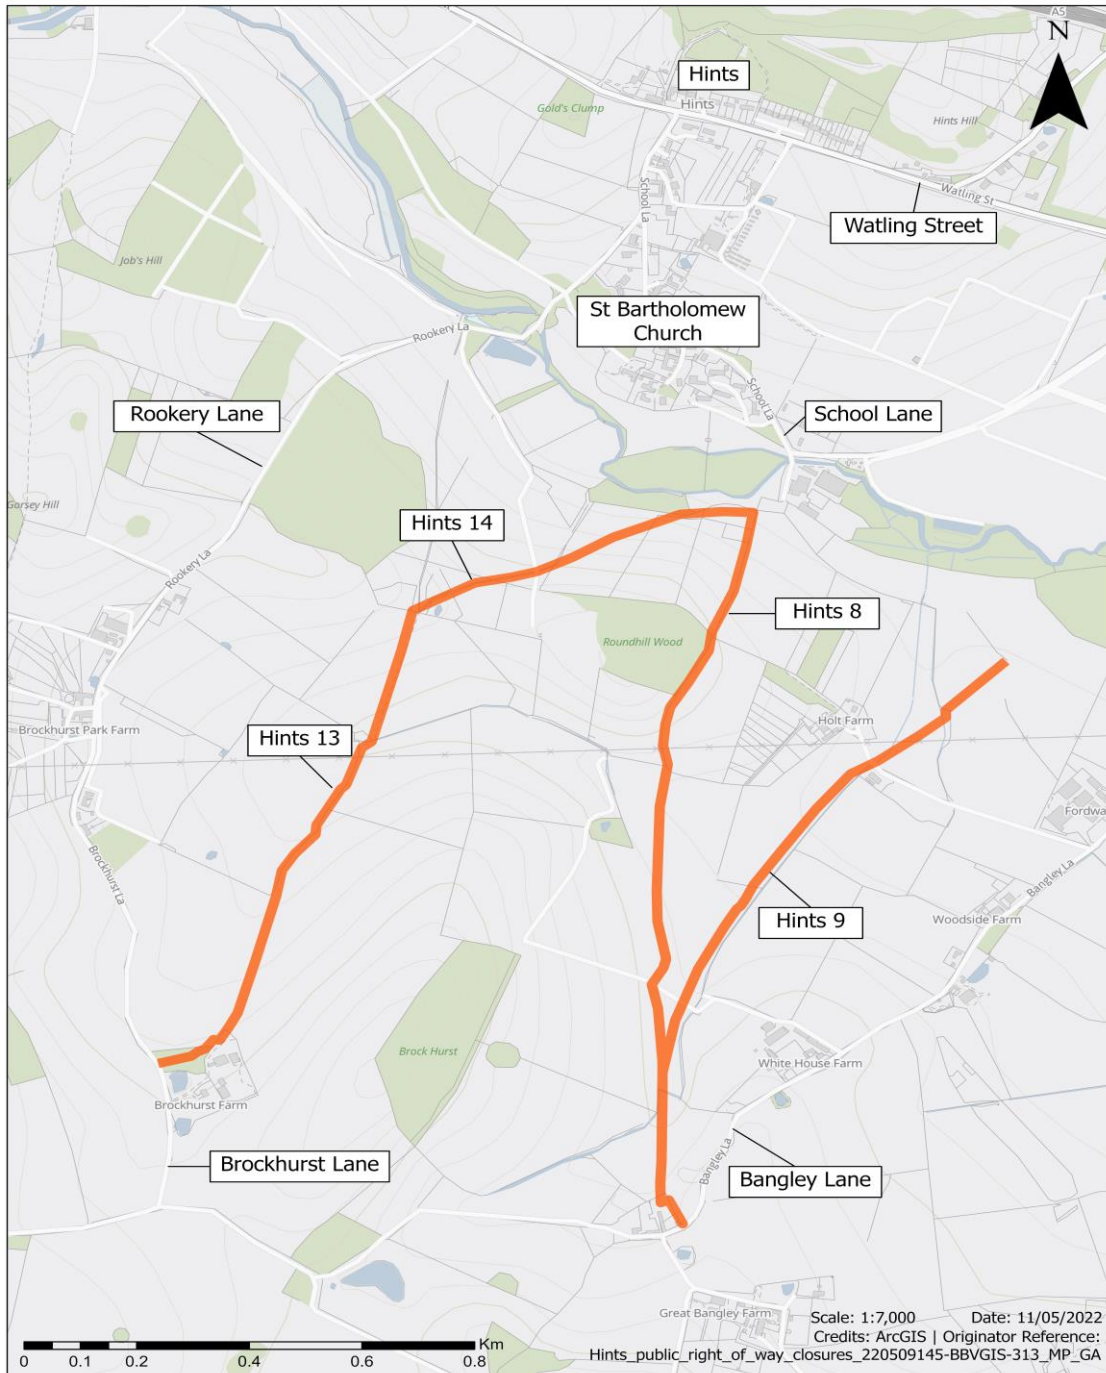 A5
N
Hints
Hints
Gold's Clump
Hints Hill
School La
Watling St
Watling Street
Job's Hill
St Bartholomew
Church
Rookery La
School La
Rookery Lane
School Lane
Gorsey Hill
Hints 14
Rookery La
Hints 8
Roundhill Wood
Holt Farm
Brockhurst Park Farm
Hints 13
Fordwa
Bangley La
Brockhurst La
Hints 9
Woodside Farm
Brock Hurst
White House Farm
Brockhurst Farm
Brockhurst Lane
Bangley La
Bangley Lane
Great Bangley Farm
Scale: 1:7,000 Date: 11/05/2022
Credits: ArcGIS | Originator Reference:
Hints_public_right_of_way_closures_220509145-BBVGIS-313_MP_GA
Km
0 0.1 0.2 0.4 0.6 0.8